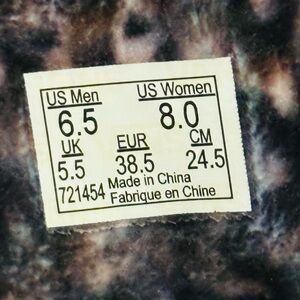 US Men US Women
6.5 8.0
UK EUR CM
5.5 38.5 24.5
721454 Made in China
Fabrique en Chine